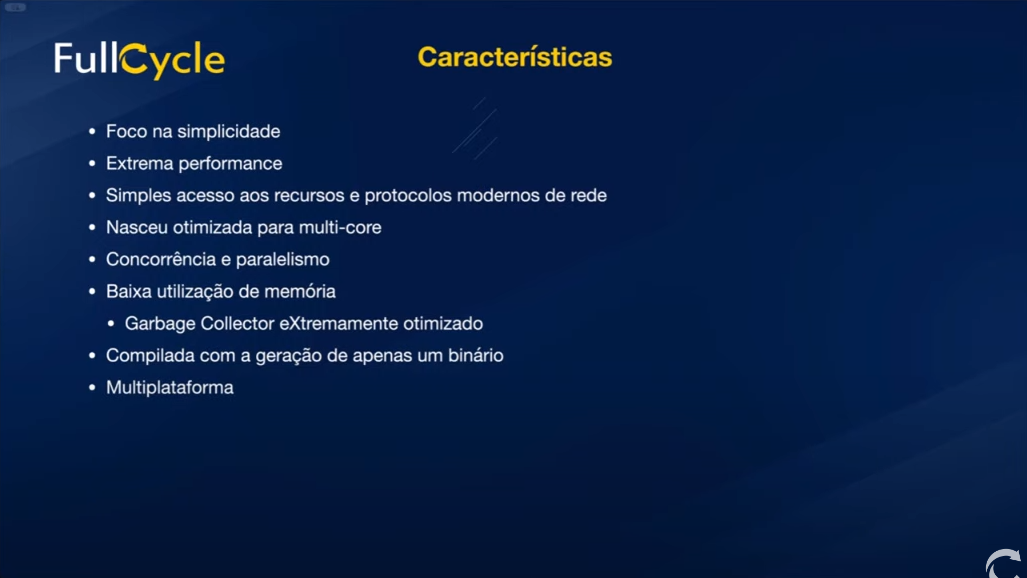 FullCycle
Características
• Foco na simplicidade
• Extrema performance
• Simples acesso aos recursos e protocolos modernos de rede
• Nasceu otimizada para multi-core
• Concorrência e paralelismo
• Baixa utilização de memória
• Garbage Collector eXtremamente otimizado
• Compilada com a geração de apenas um binário
• Multiplataforma